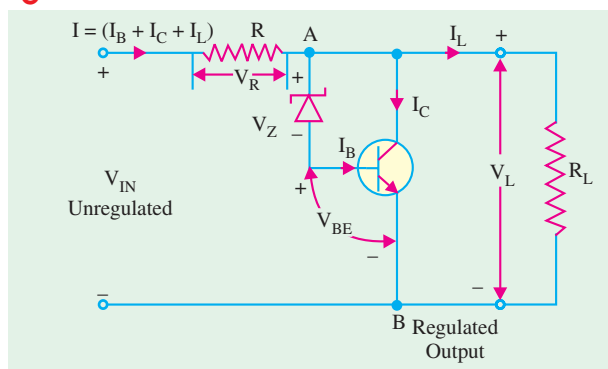 I = (I_B + I_C + I_L)
R
A
I_L
+
+
V_R
+
I_C
V_Z
–
I_B
V_IN
Unregulated
+
V_BE
–
V_L
R_L
–
–
B
Regulated
Output